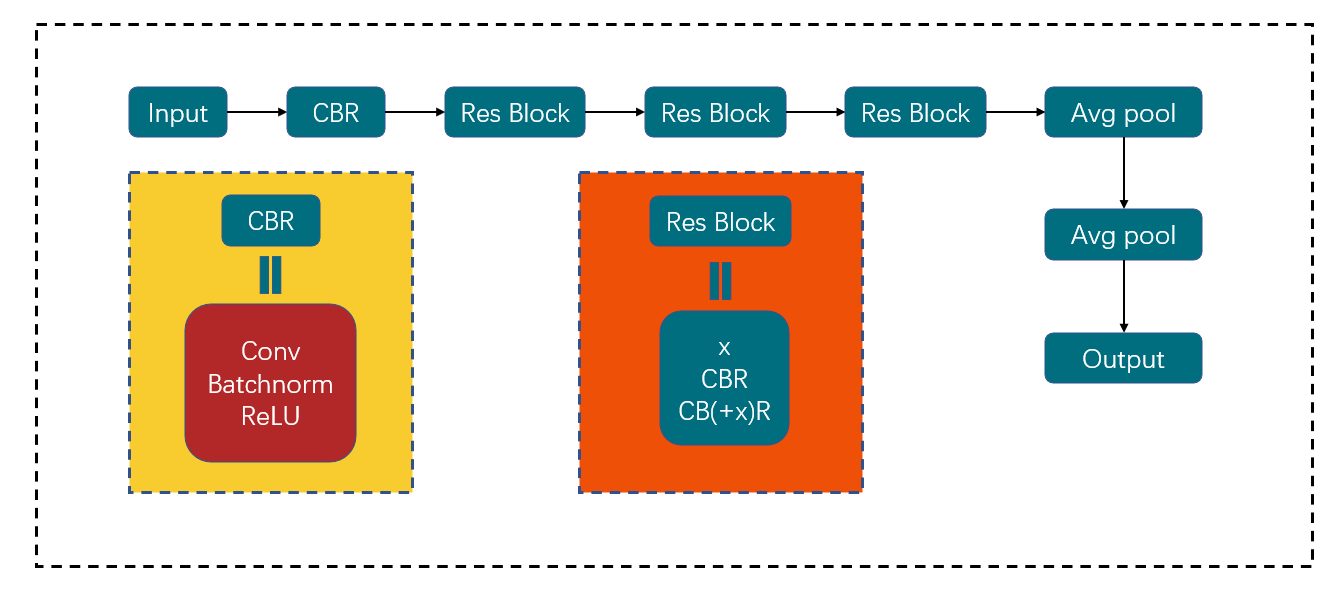 Input
CBR
Res Block
Res Block
Res Block
Avg pool
Avg pool
Output
CBR
Conv
Batchnorm
ReLU
Res Block
x
CBR
CB(+x)R